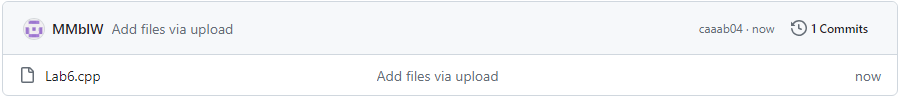 MMbIW Add files via upload caaab04 · now 1 Commits
Lab6.cpp Add files via upload now